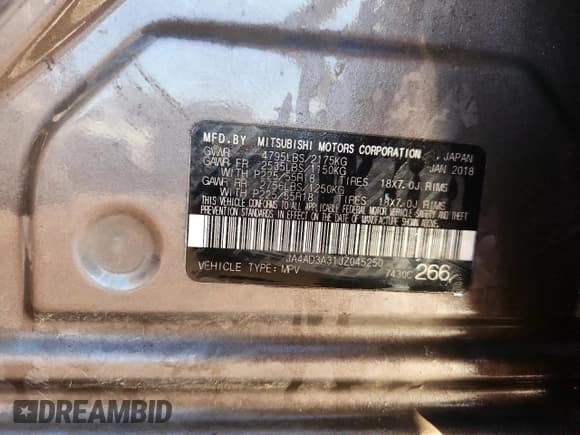 MFD.BY MITSUBISHI MOTORS CORPORATION, JAPAN
GVWR 4795LBS/2175KG JAN 2018
GAWR FR 2535LBS/1150KG
WITH P225/55R18 TIRES 18X7.0J RIMS
GAWR RR 2756LBS/1250KG
WITH P225/55R18 TIRES 18X7.0J RIMS
THIS VEHICLE CONFORMS TO ALL APPLICABLE
FEDERAL MOTOR VEHICLE SAFETY AND THEFT
PREVENTION STANDARDS IN EFFECT ON THE
DATE OF MANUFACTURE SHOWN ABOVE.
JA4AD3A31JZ045250
VEHICLE TYPE:MPV 266
DREAMBID